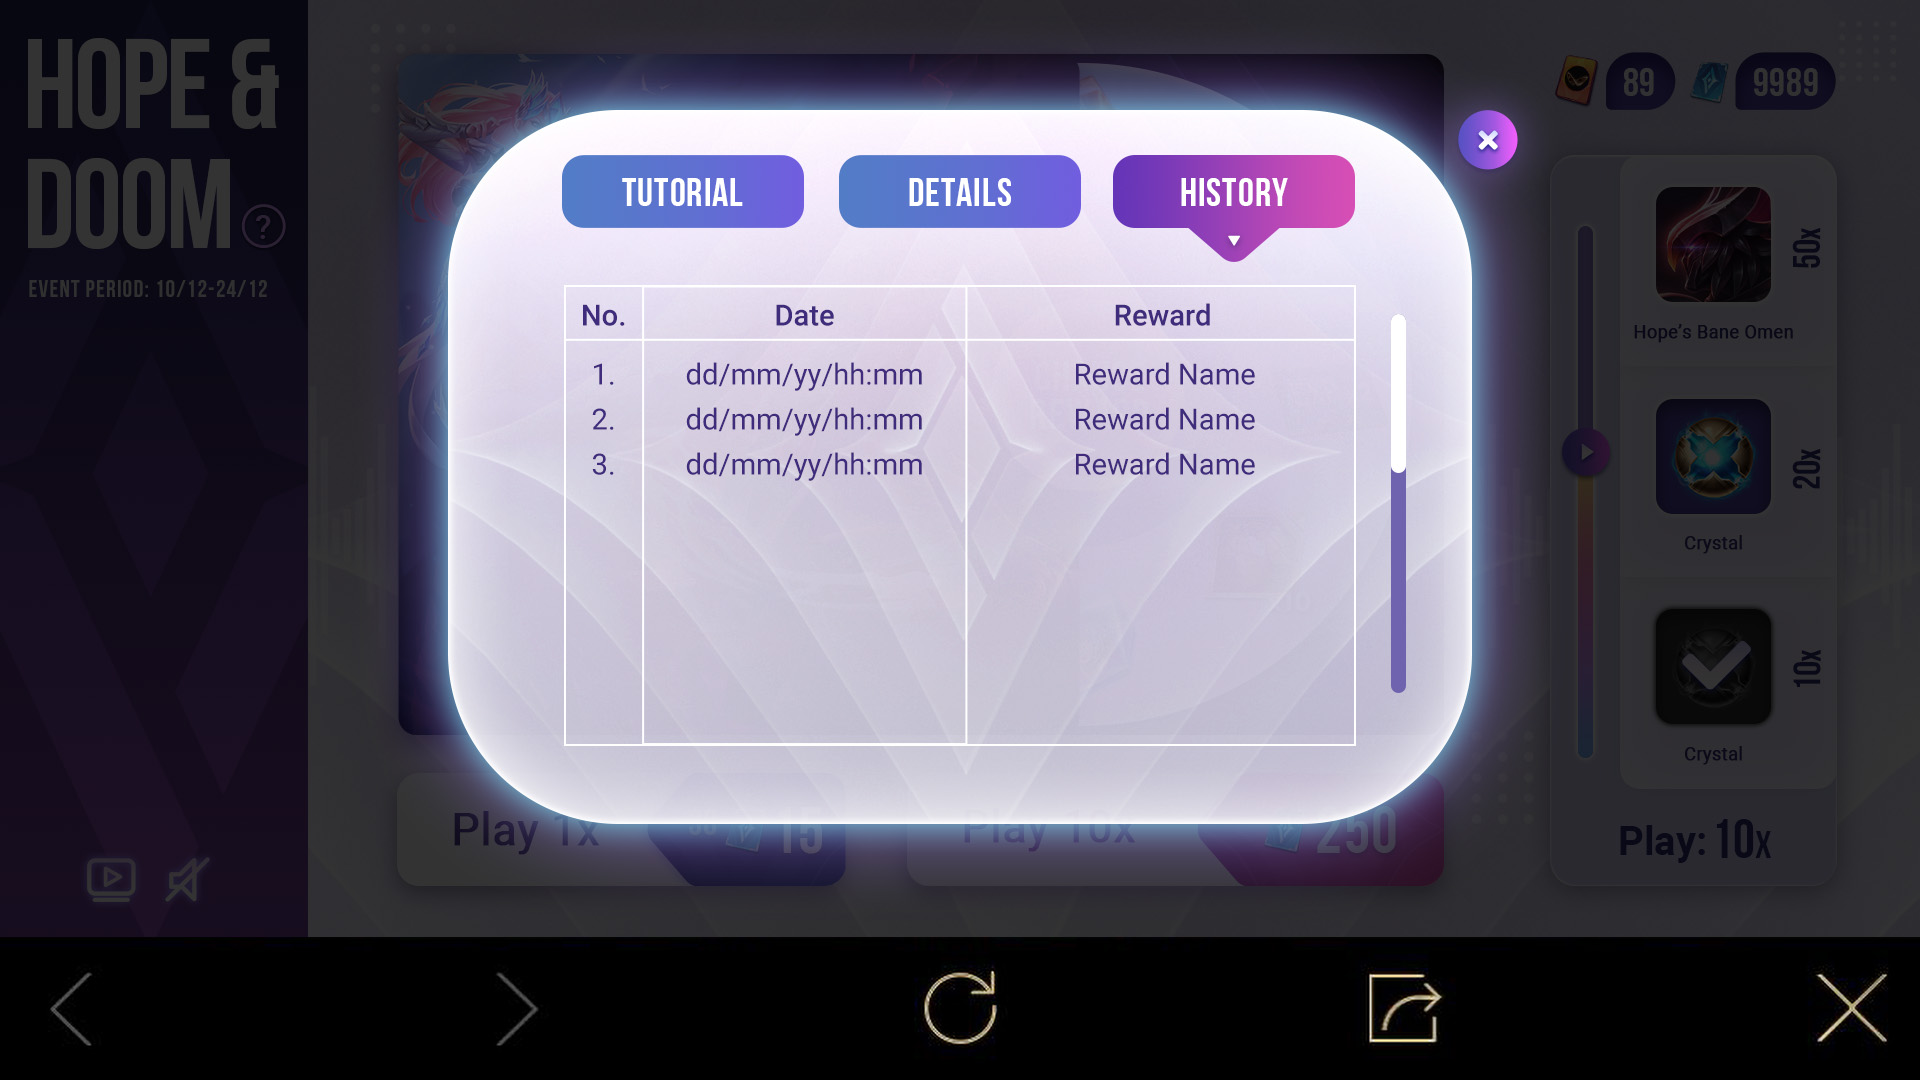 HOPE &
DOOM ?
EVENT PERIOD: 10/12-24/12
89 9989
TUTORIAL DETAILS HISTORY
No. Date Reward
1. dd/mm/yy/hh:mm Reward Name
2. dd/mm/yy/hh:mm Reward Name
3. dd/mm/yy/hh:mm Reward Name
50x
Hope's Bane Omen
20x
Crystal
10x
Crystal
Play 1x 15
Play 10x 250
Play: 10x